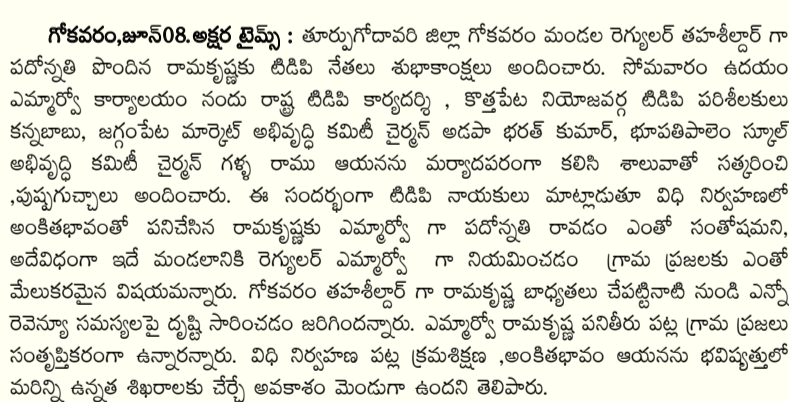 గోకవరం,జూన్08.అక్షర టైమ్స్ : తూర్పుగోదావరి జిల్లా గోకవరం మండల రెగ్యులర్ తహశీల్దార్ గా
పదోన్నతి పొందిన రామకృష్ణకు టిడిపి నేతలు శుభాకాంక్షలు అందించారు. సోమవారం ఉదయం
ఎమ్మార్వో కార్యాలయం నందు రాష్ట్ర టిడిపి కార్యదర్శి , కొత్తపేట నియోజవర్గ టిడిపి పరిశీలకులు
కన్నబాబు, జగ్గంపేట మార్కెట్ అభివృద్ధి కమిటీ చైర్మన్ అడపా భరత్ కుమార్, భూపతిపాలెం స్కూల్
అభివృద్ధి కమిటీ చైర్మన్ గళ్ళ రాము ఆయనను మర్యాదపరంగా కలిసి శాలువాతో సత్కరించి
,పుష్పగుచ్చాలు అందించారు. ఈ సందర్భంగా టిడిపి నాయకులు మాట్లాడుతూ విధి నిర్వహణలో
అంకితభావంతో పనిచేసిన రామకృష్ణకు ఎమ్మార్వో గా పదోన్నతి రావడం ఎంతో సంతోషమని,
అదేవిధంగా ఇదే మండలానికి రెగ్యులర్ ఎమ్మార్వో గా నియమించడం గ్రామ ప్రజలకు ఎంతో
మేలుకరమైన విషయమన్నారు. గోకవరం తహశీల్దార్ గా రామకృష్ణ బాధ్యతలు చేపట్టినాటి నుండి ఎన్నో
రెవెన్యూ సమస్యలపై దృష్టి సారించడం జరిగిందన్నారు. ఎమ్మార్వో రామకృష్ణ పనితీరు పట్ల గ్రామ ప్రజలు
సంతృప్తికరంగా ఉన్నారన్నారు. విధి నిర్వహణ పట్ల క్రమశిక్షణ ,అంకితభావం ఆయనను భవిష్యత్తులో
మరిన్ని ఉన్నత శిఖరాలకు చేర్చే అవకాశం మెండుగా ఉందని తెలిపారు.